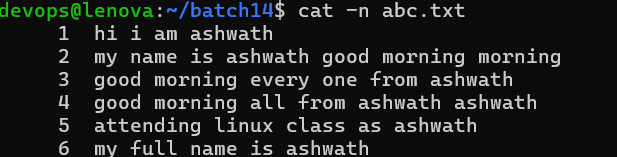 devops@lenova:~/batch14$ cat -n abc.txt
1 hi i am ashwath
2 my name is ashwath good morning morning
3 good morning every one from ashwath
4 good morning all from ashwath ashwath
5 attending linux class as ashwath
6 my full name is ashwath